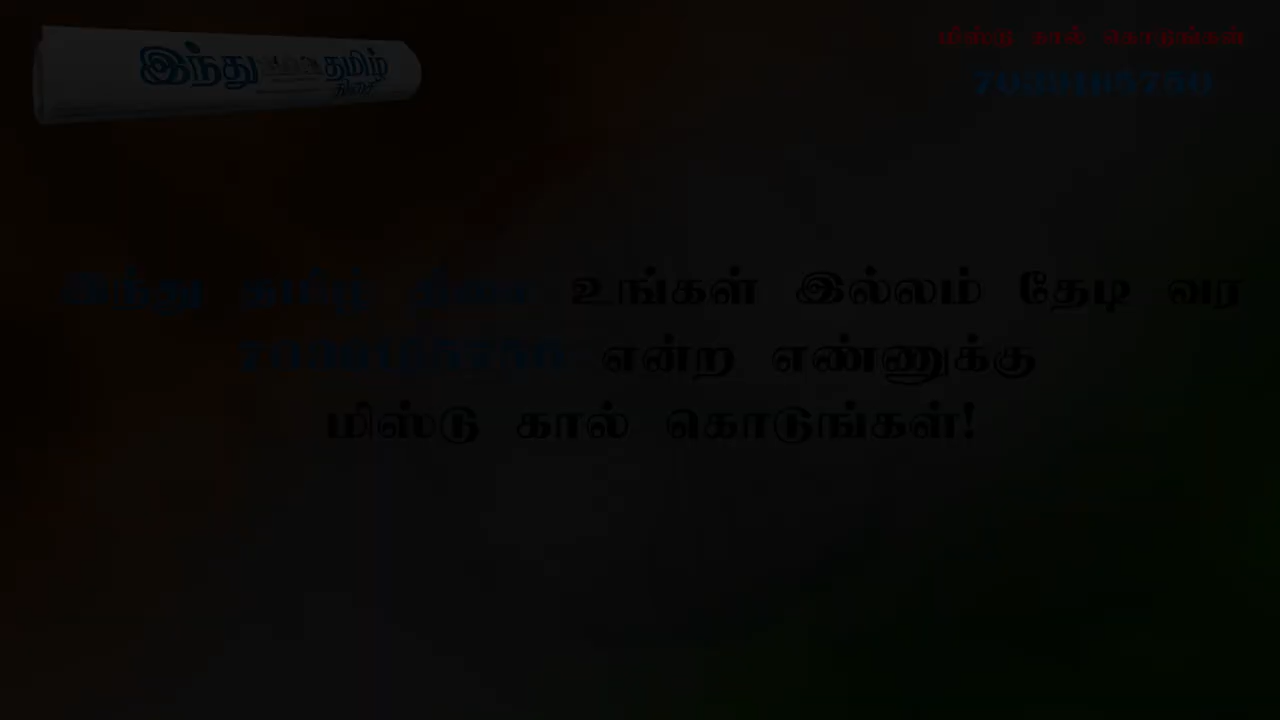 இந்து தமிழ் திசை
மிஸ்டு கால் கொடுங்கள்
இந்து தமிழ் திசை உங்கள் இல்லம் தேடி வர
என்ற எண்ணுக்கு
மிஸ்டு கால் கொடுங்கள்!